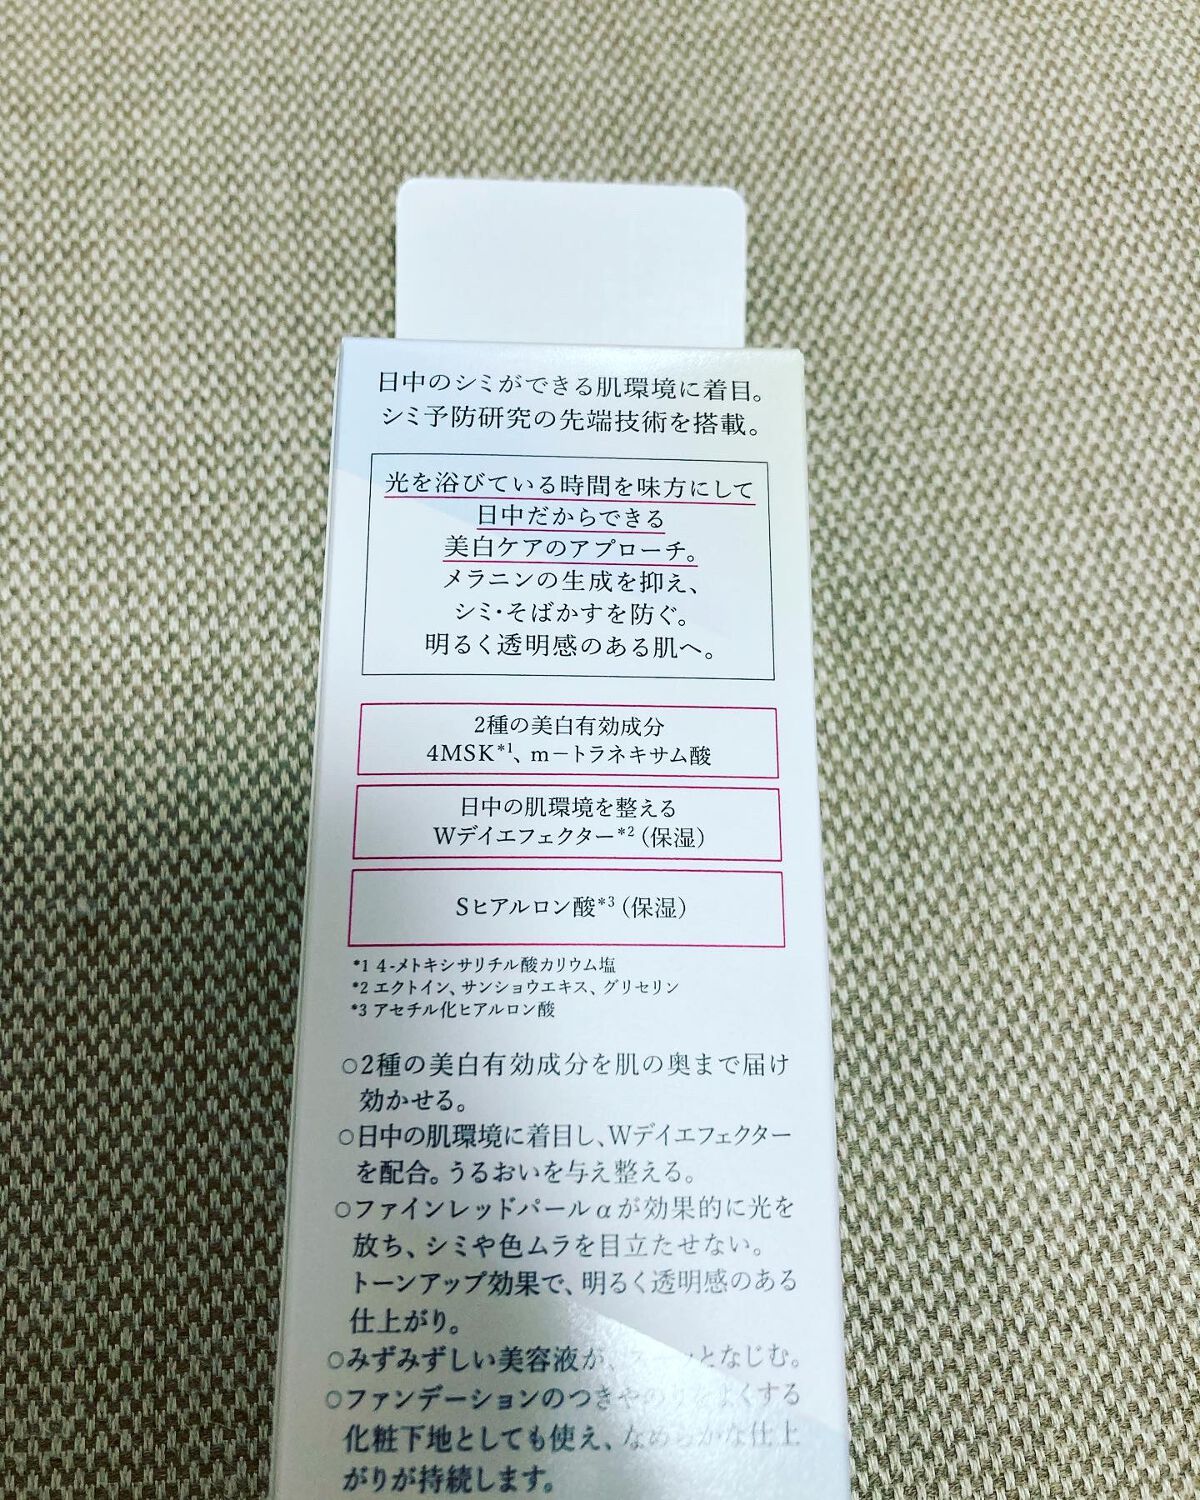 日中のシミができる肌環境に着目。
シミ予防研究の先端技術を搭載。
光を浴びている時間を味方にして
日中だからできる
美白ケアのアプローチ。
メラニンの生成を抑え、
シミ・そばかすを防ぐ。
明るく透明感のある肌へ。
2種の美白有効成分
4MSK*1、m－トラネキサム酸
日中の肌環境を整える
Wデイエフェクター*2（保湿）
Sヒアルロン酸*3（保湿）
*1 4-メトキシサリチル酸カリウム塩
*2 エクトイン、サンショウエキス、グリセリン
*3 アセチル化ヒアルロン酸
○2種の美白有効成分を肌の奥まで届け
効かせる。
○日中の肌環境に着目し、Wデイエフェクター
を配合。うるおいを与え整える。
○ファインレッドパールαが効果的に光を
放ち、シミや色ムラを目立たせない。
トーンアップ効果で、明るく透明感のある
仕上がり。
○みずみずしい美容液が、スーッとなじむ。
○ファンデーションのつきやのりをよくする
化粧下地としても使え、なめらかな仕上
がりが持続します。